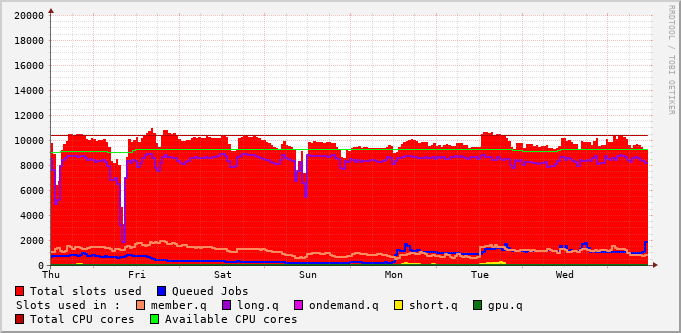 20000
18000
16000
14000
12000
10000
8000
6000
4000
2000
0
Thu Fri Sat Sun Mon Tue Wed
RRDTOOL / TOBI OETIKER
Total slots used Queued Jobs
Slots used in : member.q long.q ondemand.q short.q gpu.q
Total CPU cores Available CPU cores